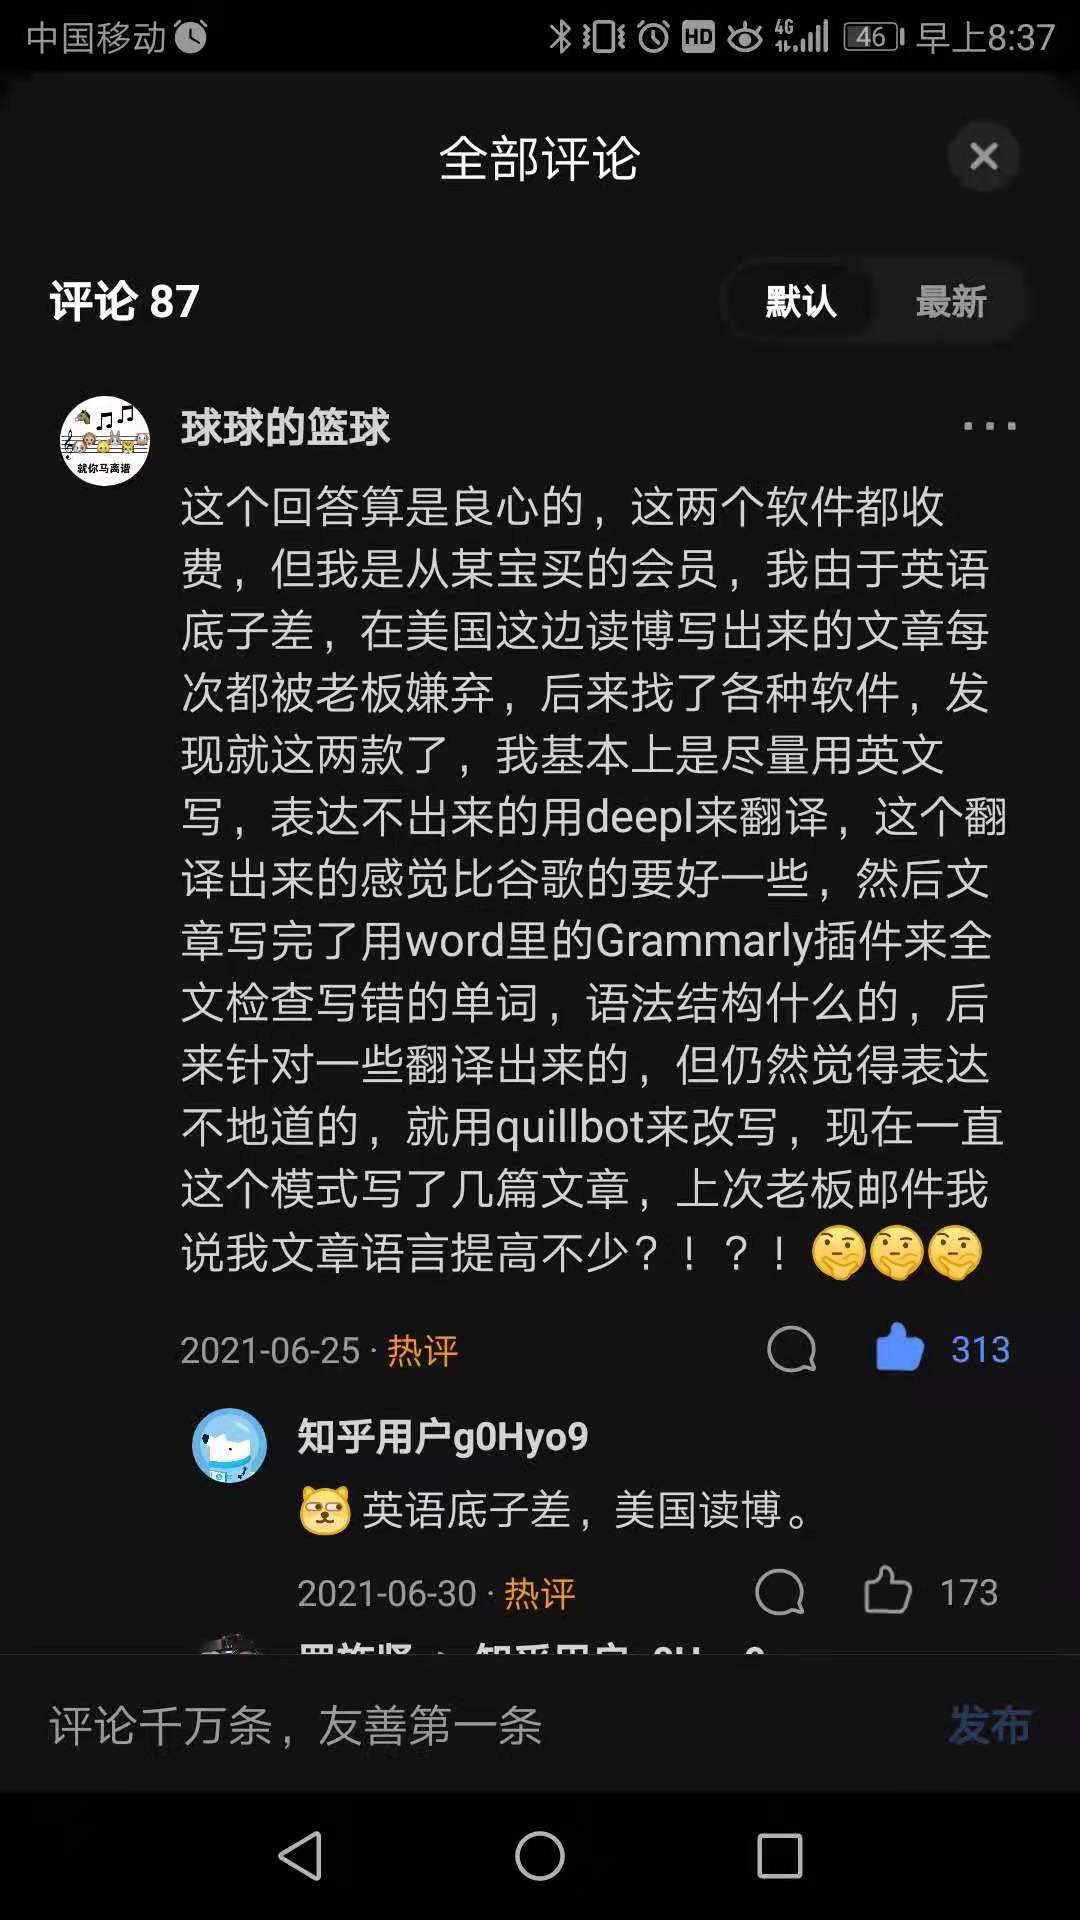 中国移动
HD 4G 46 早上8:37
全部评论
评论 87
默认 最新
就你马离谱
球球的篮球
这个回答算是良心的，这两个软件都收
费，但我是从某宝买的会员，我由于英语
底子差，在美国这边读博写出来的文章每
次都被老板嫌弃，后来找了各种软件，发
现就这两款了，我基本上是尽量用英文
写，表达不出来的用deepl来翻译，这个翻
译出来的感觉比谷歌的要好一些，然后文
章写完了用word里的Grammarly插件来全
文检查写错的单词，语法结构什么的，后
来针对一些翻译出来的，但仍然觉得表达
不地道的，就用quillbot来改写，现在一直
这个模式写了几篇文章，上次老板邮件我
说我文章语言提高不少？！？！
2021-06-25 · 热评
313
知乎用户g0Hyo9
英语底子差，美国读博。
2021-06-30 · 热评
173
评论千万条，友善第一条
发布